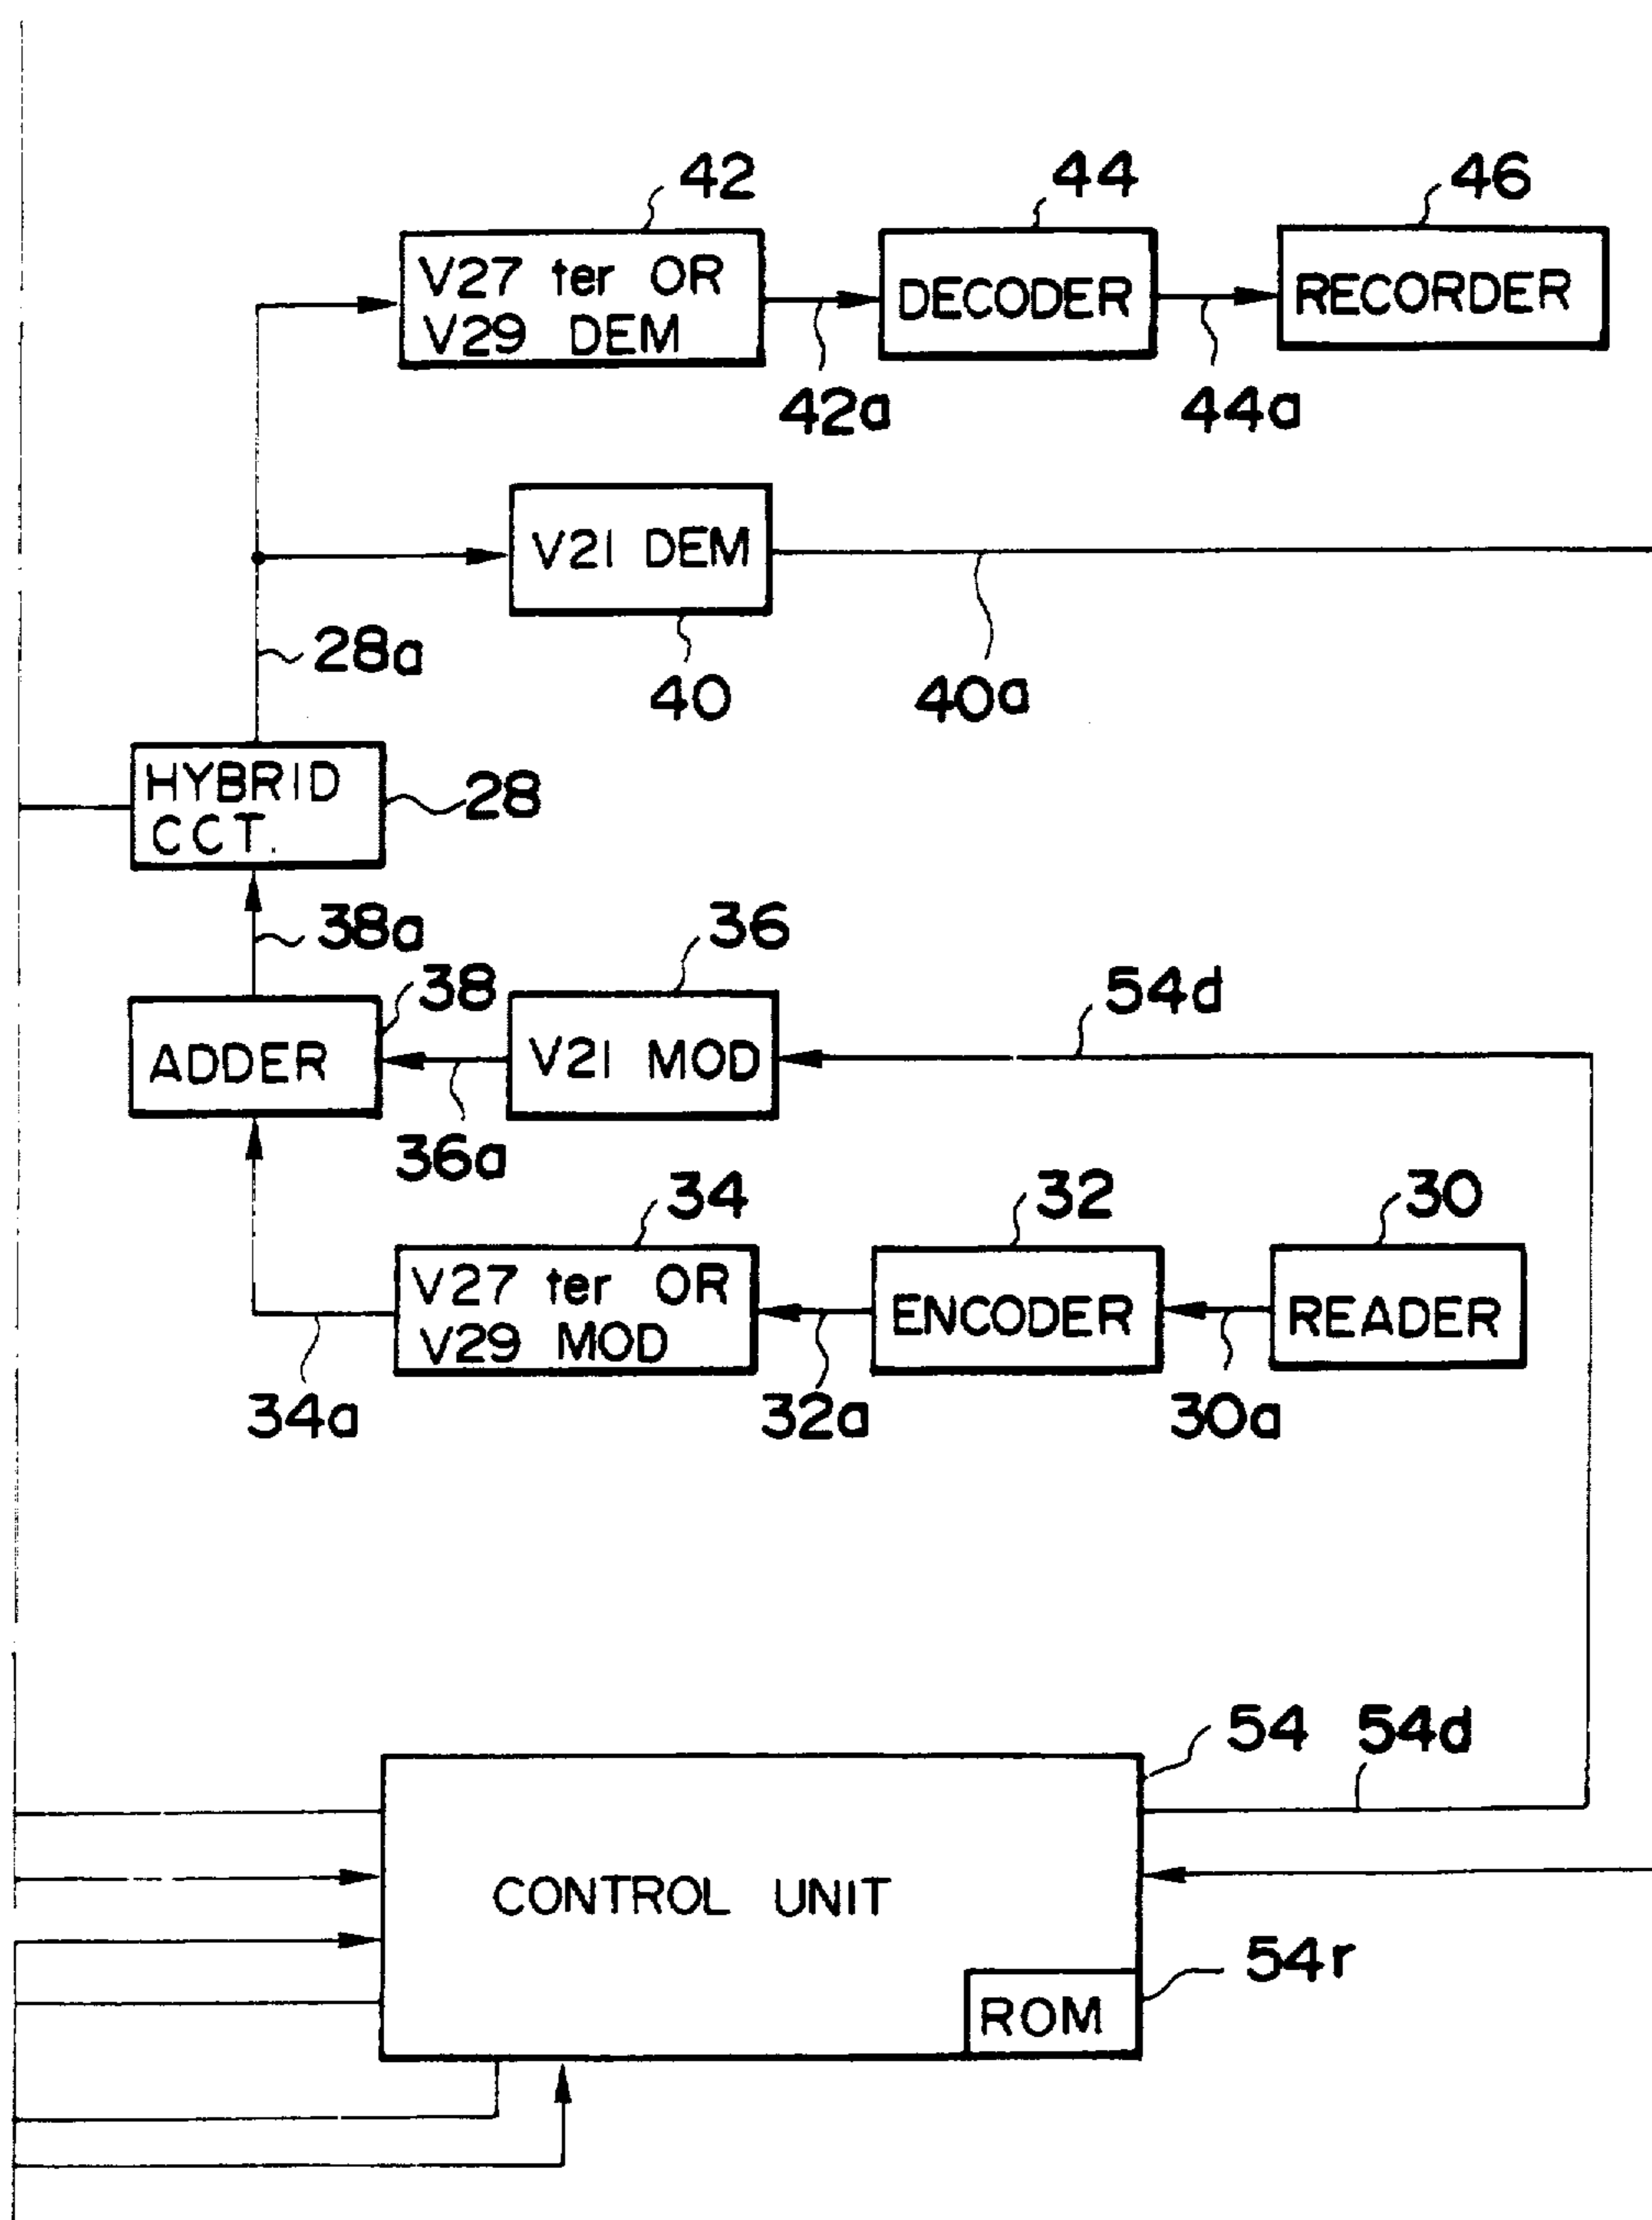 42
44
46
V27 ter OR
V29 DEM
DECODER
RECORDER
42a
44a
V21 DEM
28a
40
40a
HYBRID
CCT.
28
38a
36
38
54d
ADDER
V21 MOD
36a
34
32
30
V27 ter OR
V29 MOD
ENCODER
READER
34a
32a
30a
54
54d
CONTROL UNIT
54r
ROM